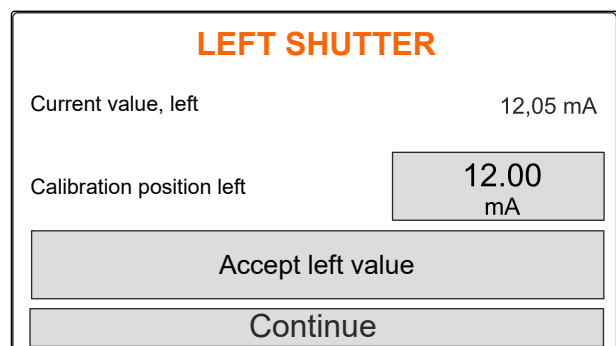 LEFT SHUTTER
Current value, left 12,05 mA
Calibration position left 12.00
mA
Accept left value
Continue